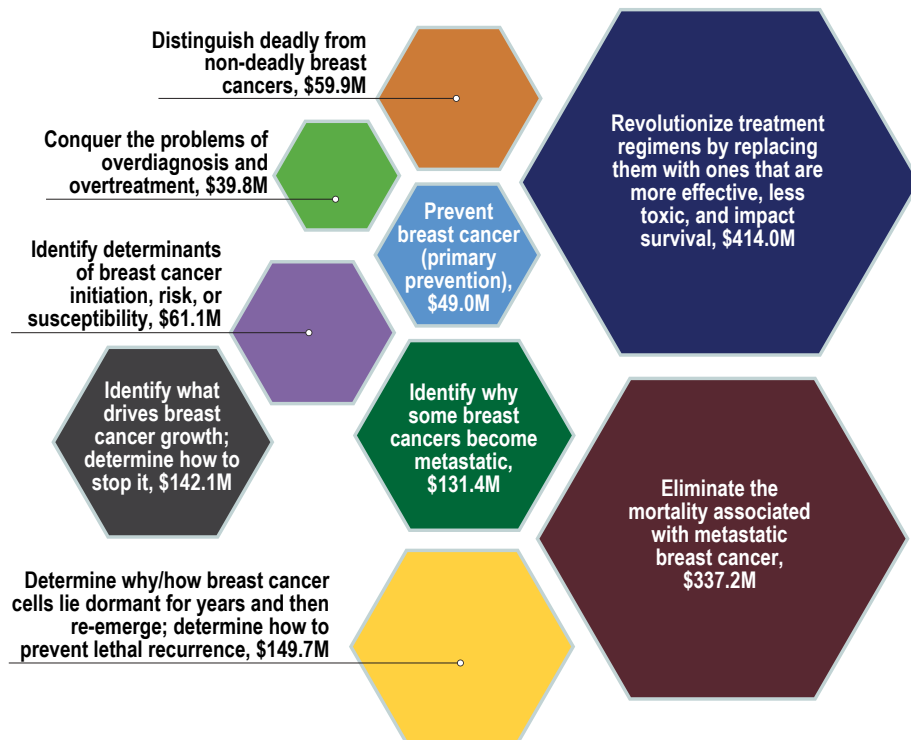 Distinguish deadly from
non-deadly breast
cancers, $59.9M
Conquer the problems of
overdiagnosis and
overtreatment, $39.8M
Identify determinants
of breast cancer
initiation, risk, or
susceptibility, $61.1M
Prevent
breast cancer
(primary
prevention),
$49.0M
Revolutionize treatment
regimens by replacing
them with ones that are
more effective, less
toxic, and impact
survival, $414.0M
Identify what
drives breast
cancer growth;
determine how to
stop it, $142.1M
Identify why
some breast
cancers become
metastatic,
$131.4M
Eliminate the
mortality associated
with metastatic
breast cancer,
$337.2M
Determine why/how breast cancer
cells lie dormant for years and then
re-emerge; determine how to
prevent lethal recurrence, $149.7M